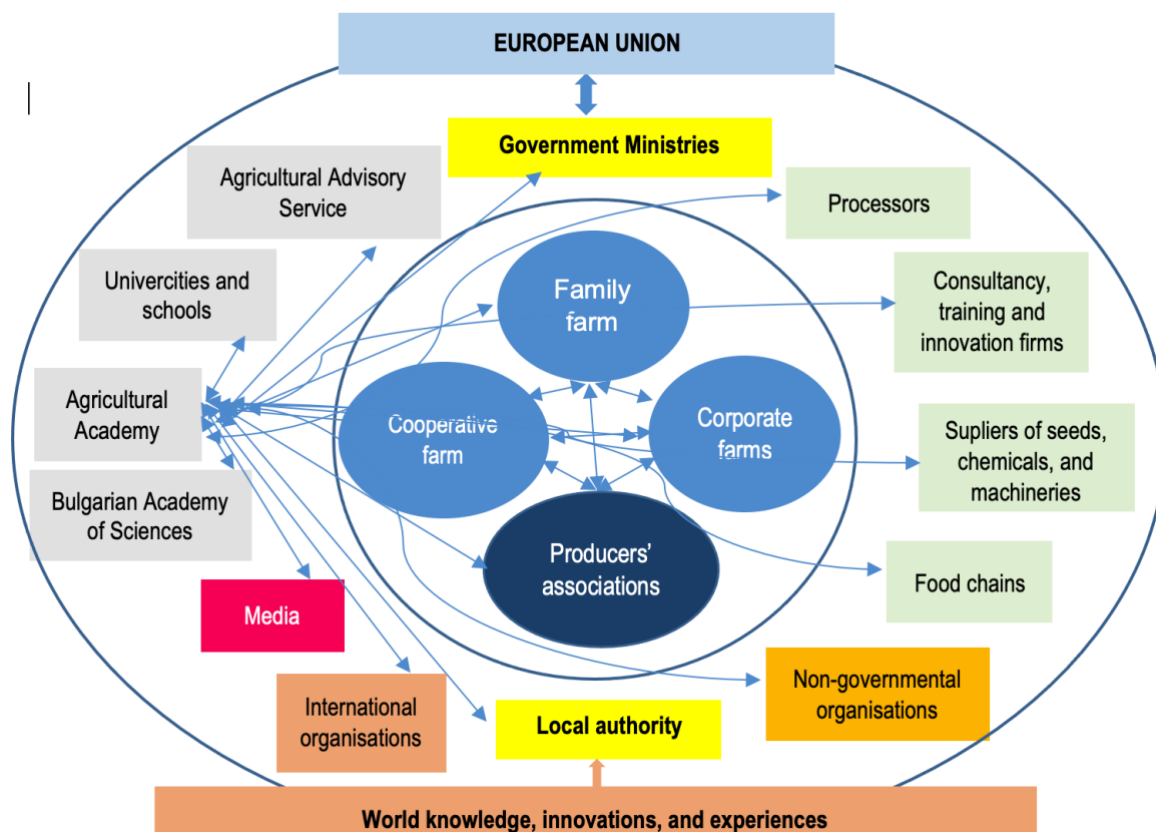 EUROPEAN UNION
Government Ministries
Agricultural Advisory
Service
Processors
Univercities and
schools
Family
farm
Consultancy,
training and
innovation firms
Agricultural
Academy
Cooperative
farm
Corporate
farms
Supliers of seeds,
chemicals, and
machineries
Bulgarian Academy
of Sciences
Producers’
associations
Food chains
Media
International
organisations
Local authority
Non-governmental
organisations
World knowledge, innovations, and experiences